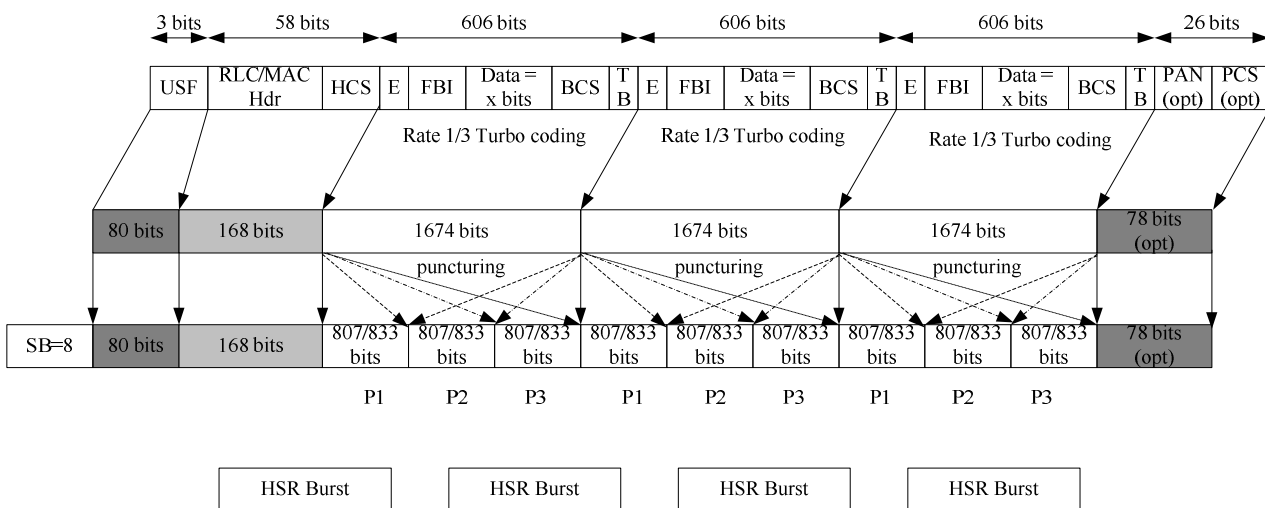 3 bits 58 bits 606 bits 606 bits 606 bits 26 bits
USF RLC/MAC Hdr HCS E FBI Data = x bits BCS T B E FBI Data = x bits BCS T B E FBI Data = x bits BCS T B PAN (opt) PCS (opt)
Rate 1/3 Turbo coding Rate 1/3 Turbo coding Rate 1/3 Turbo coding
80 bits 168 bits 1674 bits 1674 bits 1674 bits 78 bits (opt)
puncturing puncturing puncturing
SB=8 80 bits 168 bits 807/833 bits 807/833 bits 807/833 bits 807/833 bits 807/833 bits 807/833 bits 807/833 bits 807/833 bits 807/833 bits 78 bits (opt)
P1 P2 P3 P1 P2 P3 P1 P2 P3
HSR Burst HSR Burst HSR Burst HSR Burst